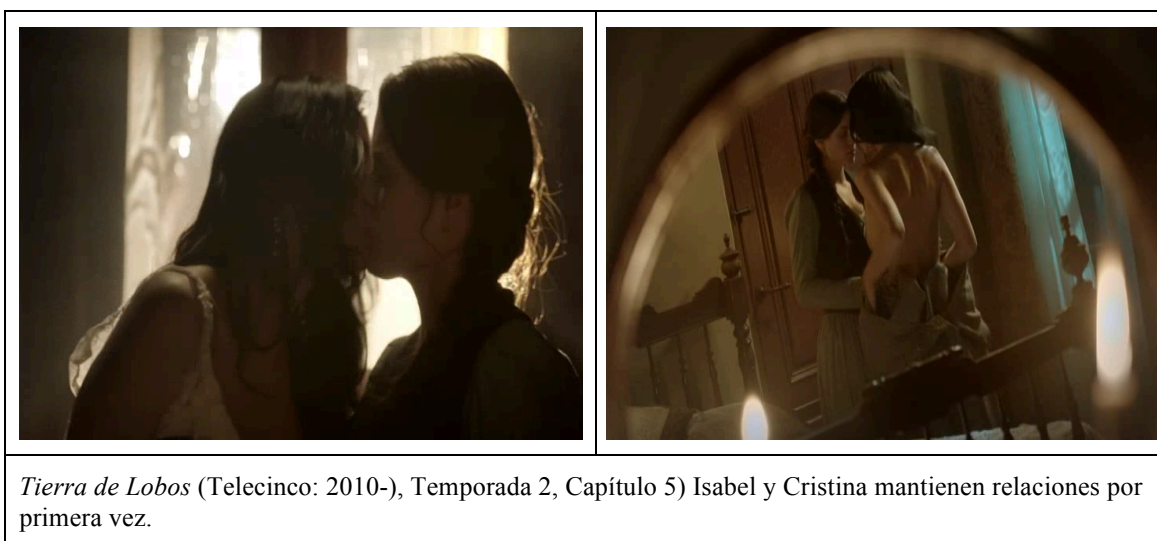 Tierra de Lobos (Telecinco: 2010-), Temporada 2, Capítulo 5) Isabel y Cristina mantienen relaciones por
primera vez.